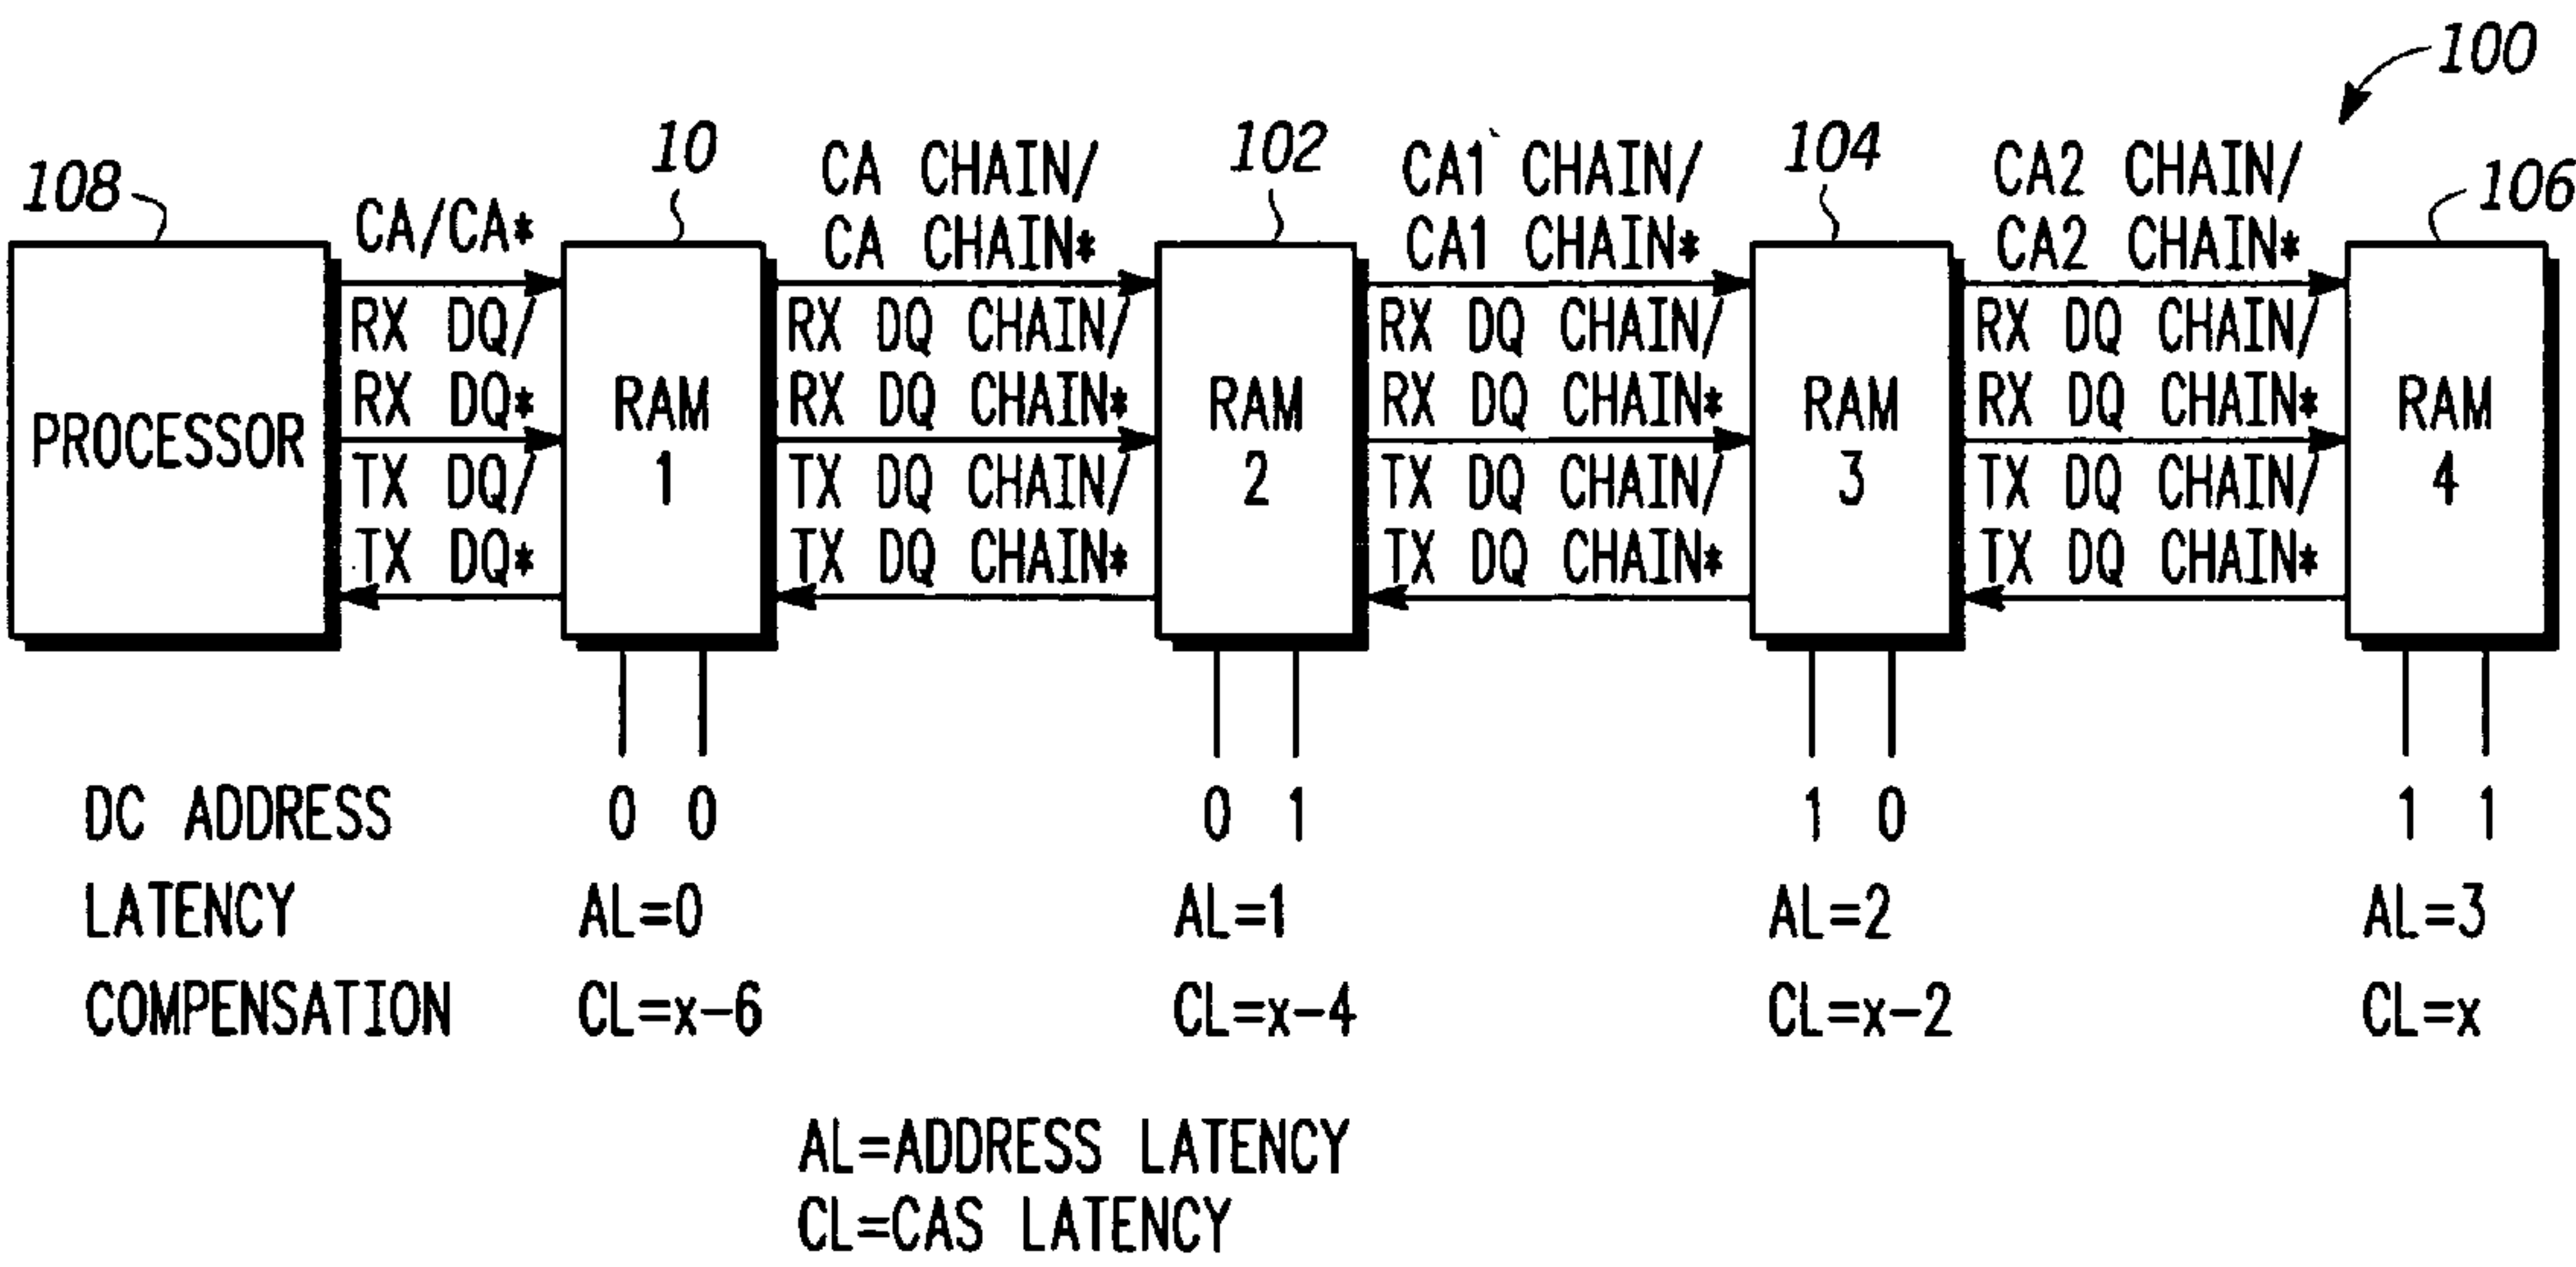 100
108
10
102
104
106
CA/CA*
CA CHAIN/
CA CHAIN*
CA1 CHAIN/
CA1 CHAIN*
CA2 CHAIN/
CA2 CHAIN*
PROCESSOR
RX DQ/
RX DQ*
TX DQ/
TX DQ*
RAM
1
RX DQ CHAIN/
RX DQ CHAIN*
TX DQ CHAIN/
TX DQ CHAIN*
RAM
2
RX DQ CHAIN/
RX DQ CHAIN*
TX DQ CHAIN/
TX DQ CHAIN*
RAM
3
RX DQ CHAIN/
RX DQ CHAIN*
TX DQ CHAIN/
TX DQ CHAIN*
RAM
4
DC ADDRESS 0 0 0 1 1 0 1 1
LATENCY AL=0 AL=1 AL=2 AL=3
COMPENSATION CL=x-6 CL=x-4 CL=x-2 CL=x
AL=ADDRESS LATENCY
CL=CAS LATENCY